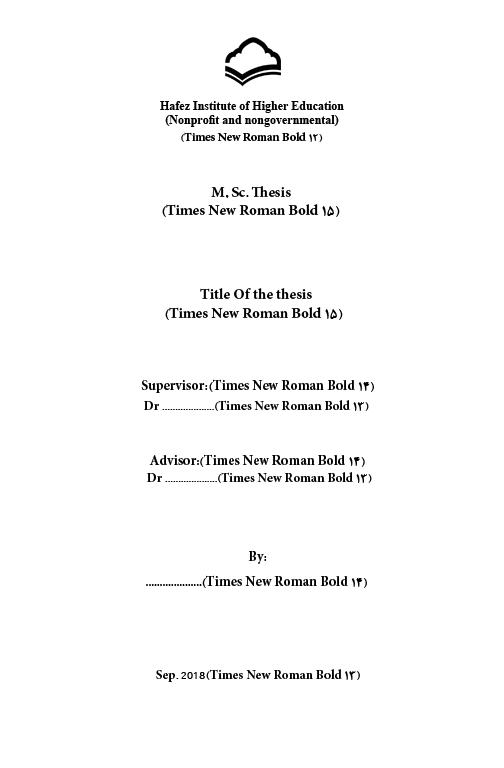 Hafez Institute of Higher Education
(Nonprofit and nongovernmental)
(Times New Roman Bold ۱۲)
M. Sc. Thesis
(Times New Roman Bold ۱۵)
Title Of the thesis
(Times New Roman Bold ۱۵)
Supervisor:(Times New Roman Bold ۱۴)
Dr ....................(Times New Roman Bold ۱۳)
Advisor:(Times New Roman Bold ۱۴)
Dr ....................(Times New Roman Bold ۱۳)
By:
....................(Times New Roman Bold ۱۴)
Sep. 2018(Times New Roman Bold ۱۳)